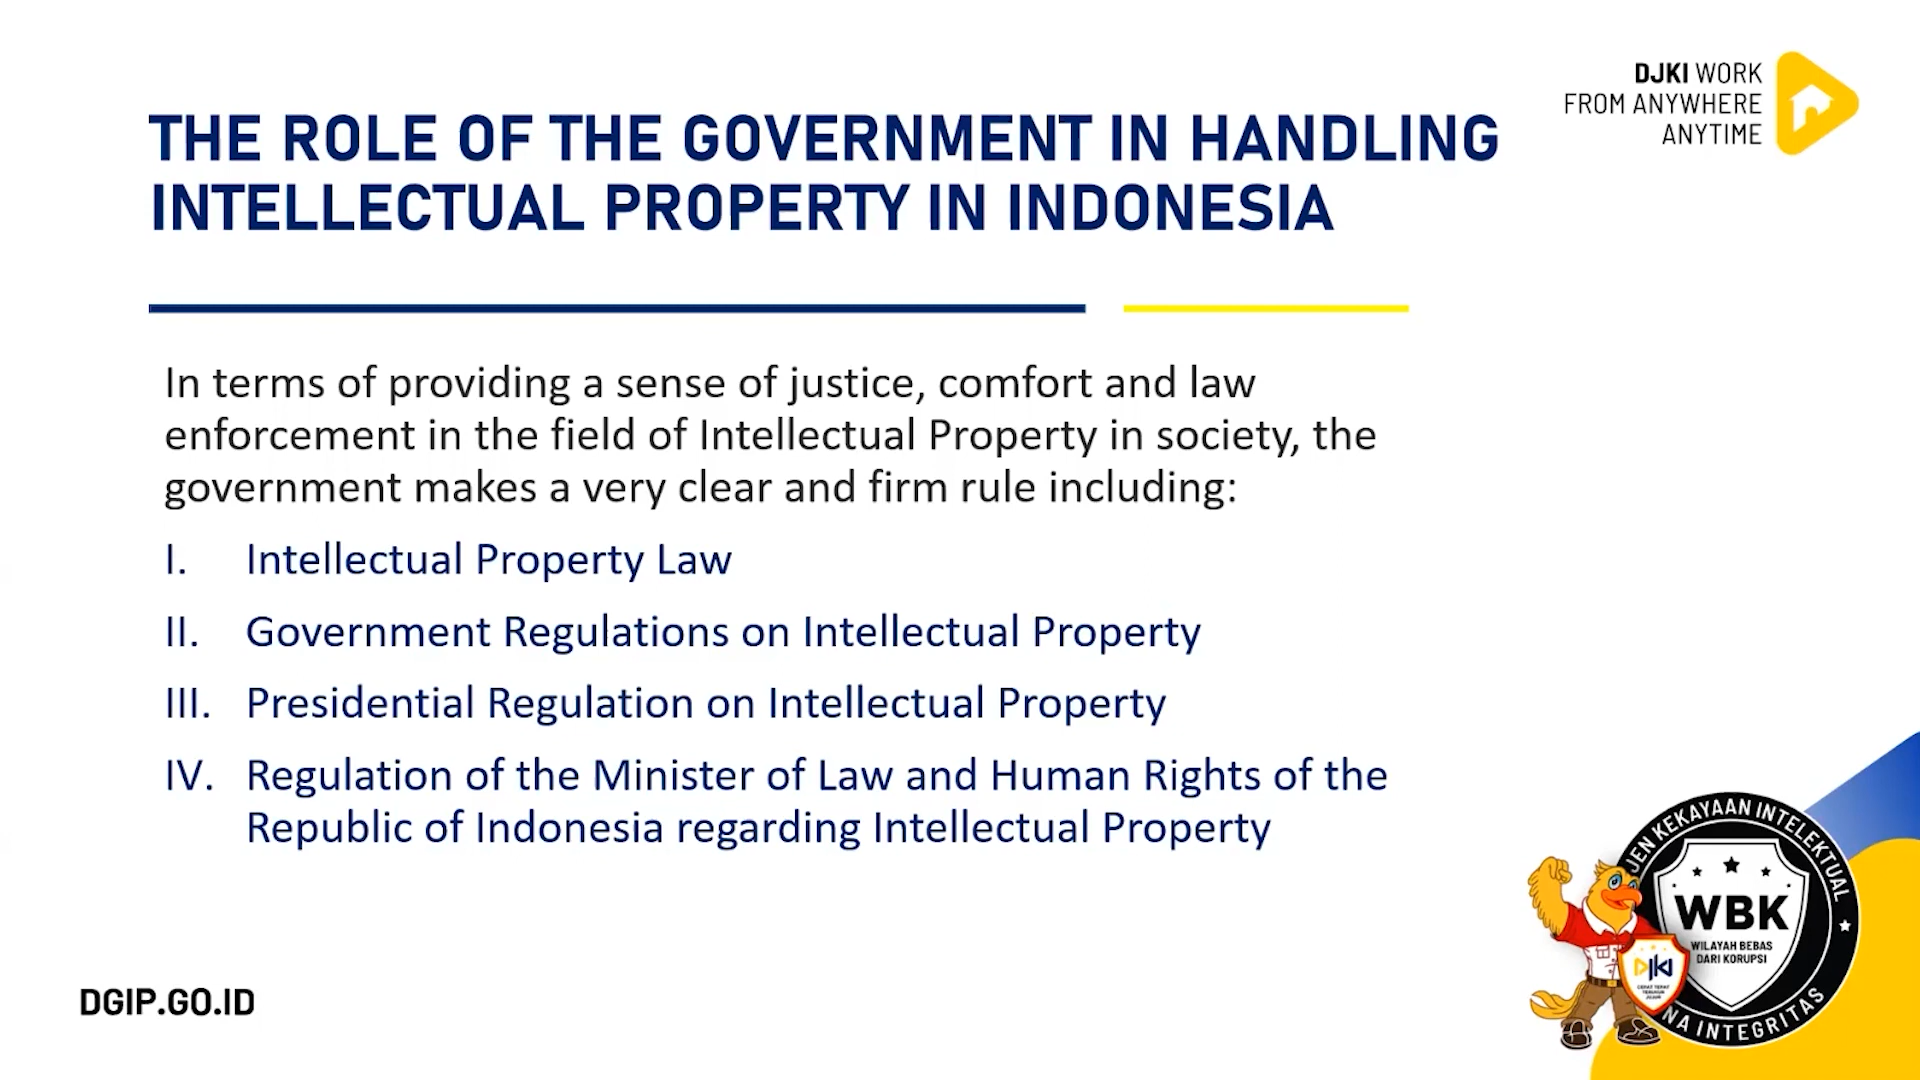 DJKI WORK
FROM ANYWHERE
ANYTIME
THE ROLE OF THE GOVERNMENT IN HANDLING
INTELLECTUAL PROPERTY IN INDONESIA
In terms of providing a sense of justice, comfort and law
enforcement in the field of Intellectual Property in society, the
government makes a very clear and firm rule including:
I. Intellectual Property Law
II. Government Regulations on Intellectual Property
III. Presidential Regulation on Intellectual Property
IV. Regulation of the Minister of Law and Human Rights of the
Republic of Indonesia regarding Intellectual Property
JEN KEKAYAAN INTELEKTUAL
WBK
WILAYAH BEBAS
DARI KORUPSI
NA INTEGRITAS
DJKI
DGIP.GO.ID